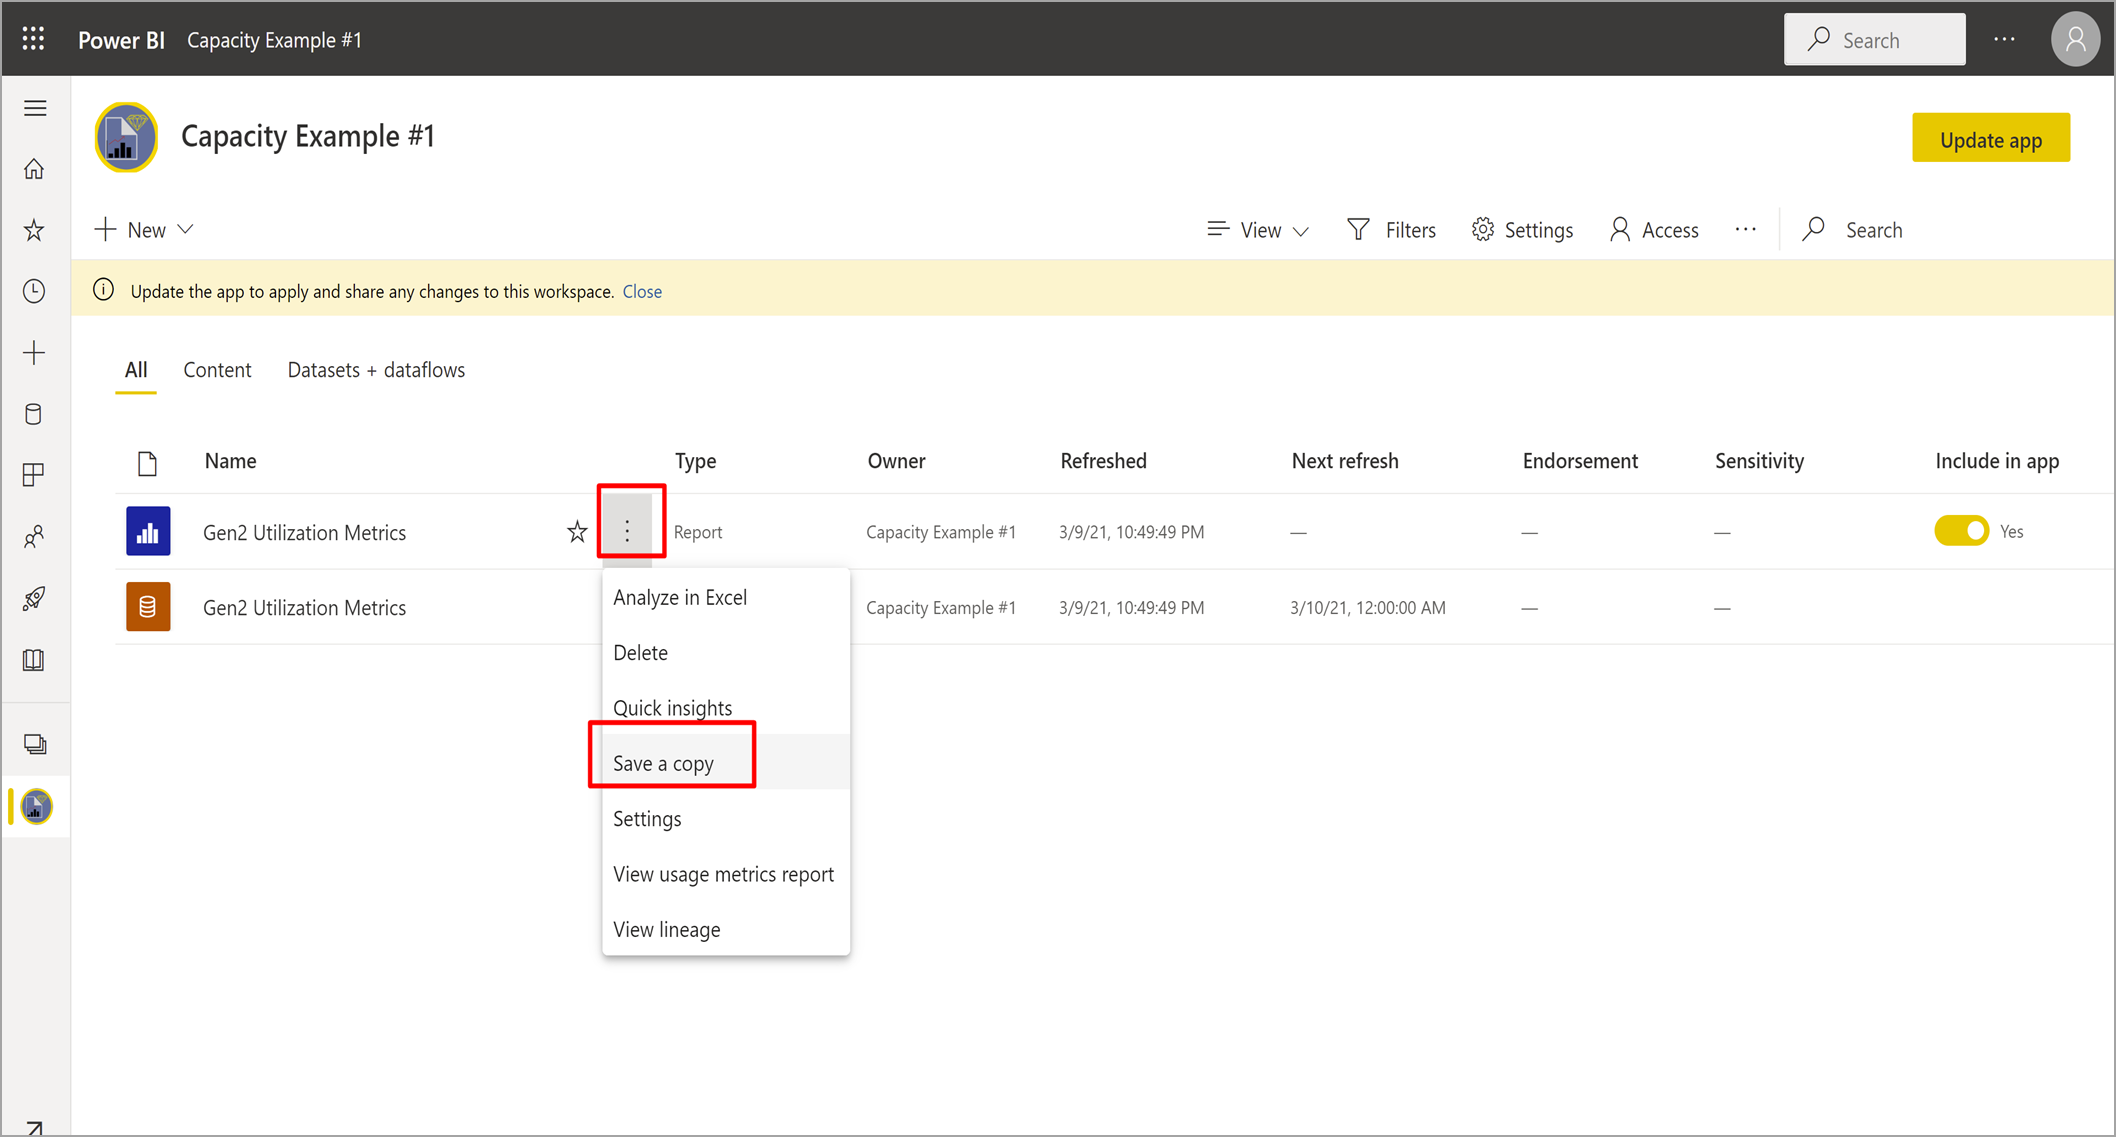 Power BI Capacity Example #1 Search ···
Capacity Example #1
Update app
New View Filters Settings Access ··· Search
Update the app to apply and share any changes to this workspace. Close
All Content Datasets + dataflows
Name Type Owner Refreshed Next refresh Endorsement Sensitivity Include in app
Gen2 Utilization Metrics Report Capacity Example #1 3/9/21, 10:49:49 PM — — — Yes
Gen2 Utilization Metrics Capacity Example #1 3/9/21, 10:49:49 PM 3/10/21, 12:00:00 AM — —
Analyze in Excel
Delete
Quick insights
Save a copy
Settings
View usage metrics report
View lineage